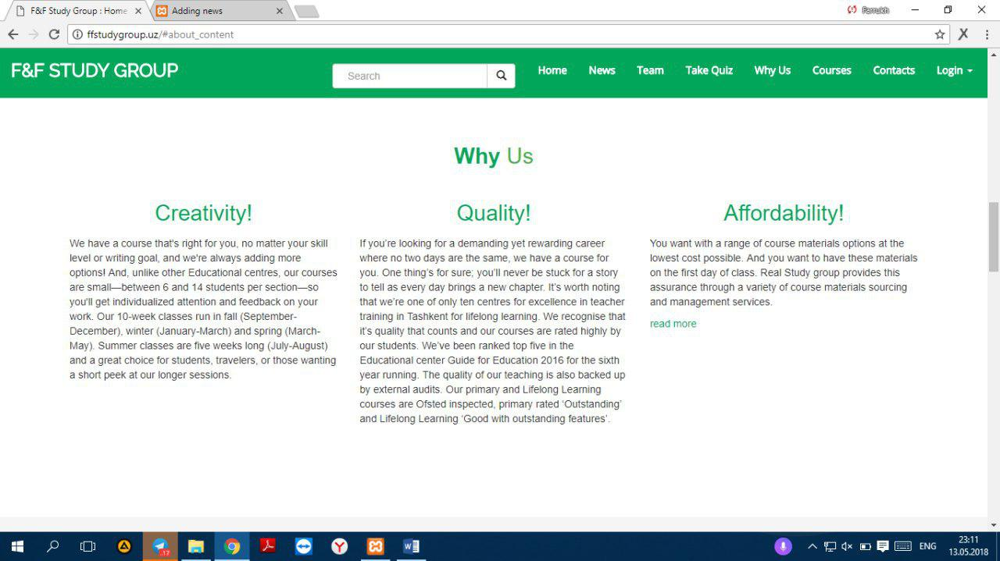 F&F Study Group : Home
Adding news
Farrukh
ffstudygroup.uz/#about_content
F&F STUDY GROUP
Search
Home
News
Team
Take Quiz
Why Us
Courses
Contacts
Login
Why Us
Creativity!
We have a course that's right for you, no matter your skill
level or writing goal, and we're always adding more
options! And, unlike other Educational centres, our courses
are small—between 6 and 14 students per section—so
you'll get individualized attention and feedback on your
work. Our 10-week classes run in fall (September-
December), winter (January-March) and spring (March-
May). Summer classes are five weeks long (July-August)
and a great choice for students, travelers, or those wanting
a short peek at our longer sessions.
Quality!
If you're looking for a demanding yet rewarding career
where no two days are the same, we have a course for
you. One thing's for sure; you'll never be stuck for a story
to tell as every day brings a new chapter. It's worth noting
that we're one of only ten centres for excellence in teacher
training in Tashkent for lifelong learning. We recognise that
it's quality that counts and our courses are rated highly by
our students. We've been ranked top five in the
Educational center Guide for Education 2016 for the sixth
year running. The quality of our teaching is also backed up
by external audits. Our primary and Lifelong Learning
courses are Ofsted inspected, primary rated ‘Outstanding’
and Lifelong Learning ‘Good with outstanding features’.
Affordability!
You want with a range of course materials options at the
lowest cost possible. And you want to have these materials
on the first day of class. Real Study group provides this
assurance through a variety of course materials sourcing
and management services.
read more
..17
ENG
23:11
13.05.2018